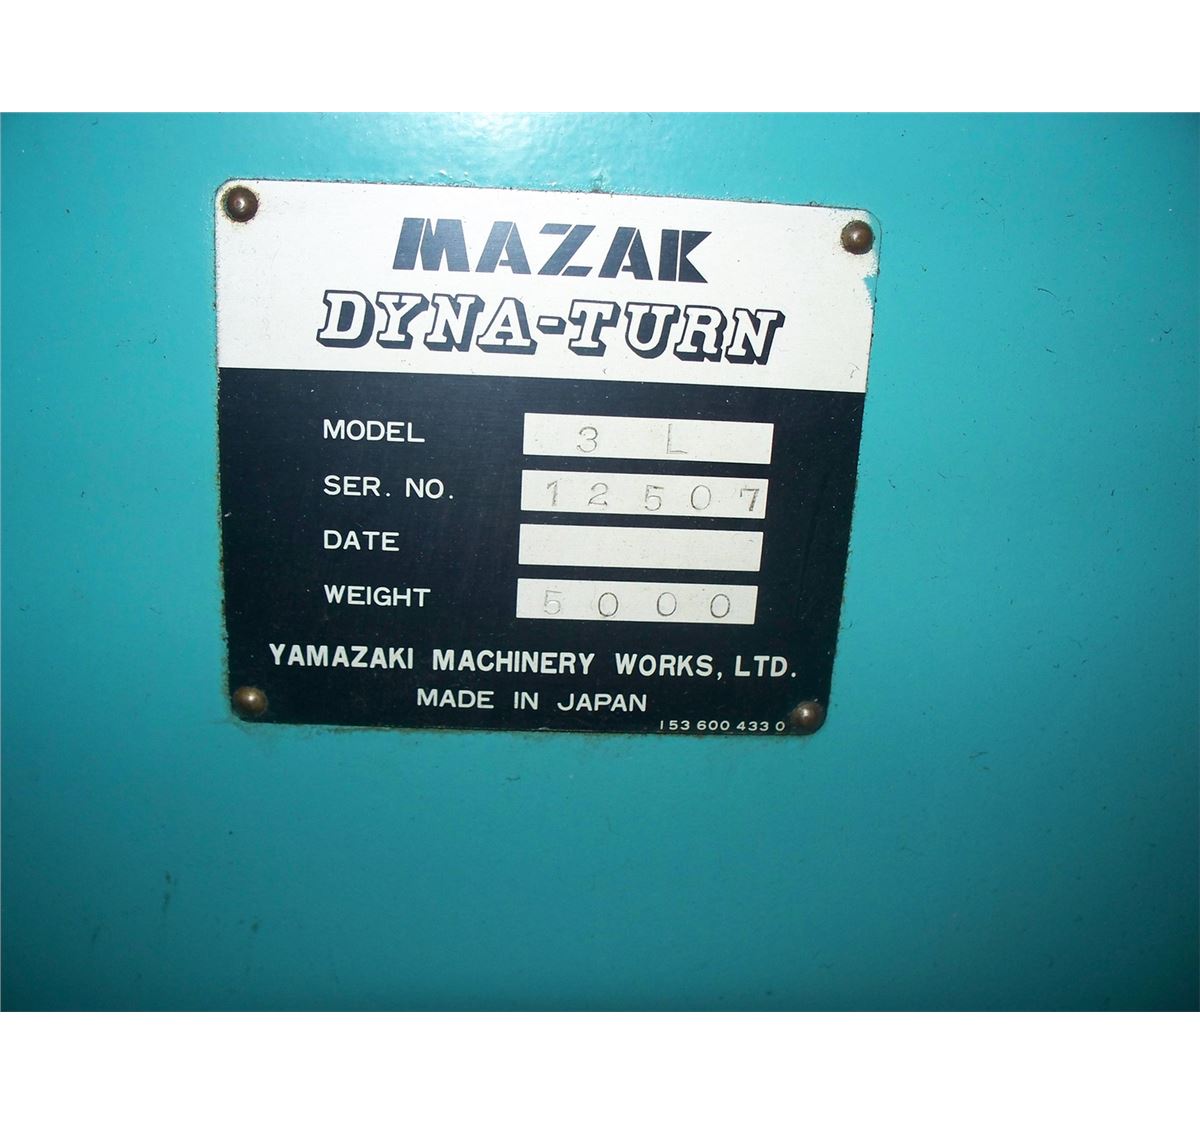 MAZAK
DYNA-TURN
MODEL 3 L
SER. NO. 12507
DATE
WEIGHT 5000
YAMAZAKI MACHINERY WORKS, LTD.
MADE IN JAPAN
153 600 433 0